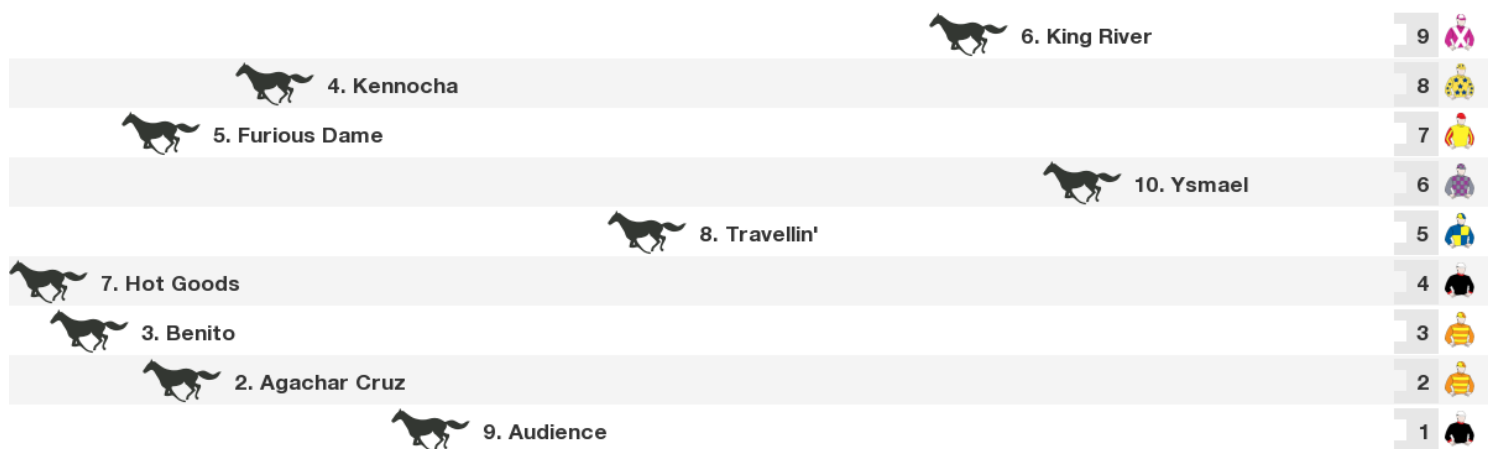 6. King River 9
4. Kennocha 8
5. Furious Dame 7
10. Ysmael 6
8. Travellin' 5
7. Hot Goods 4
3. Benito 3
2. Agachar Cruz 2
9. Audience 1